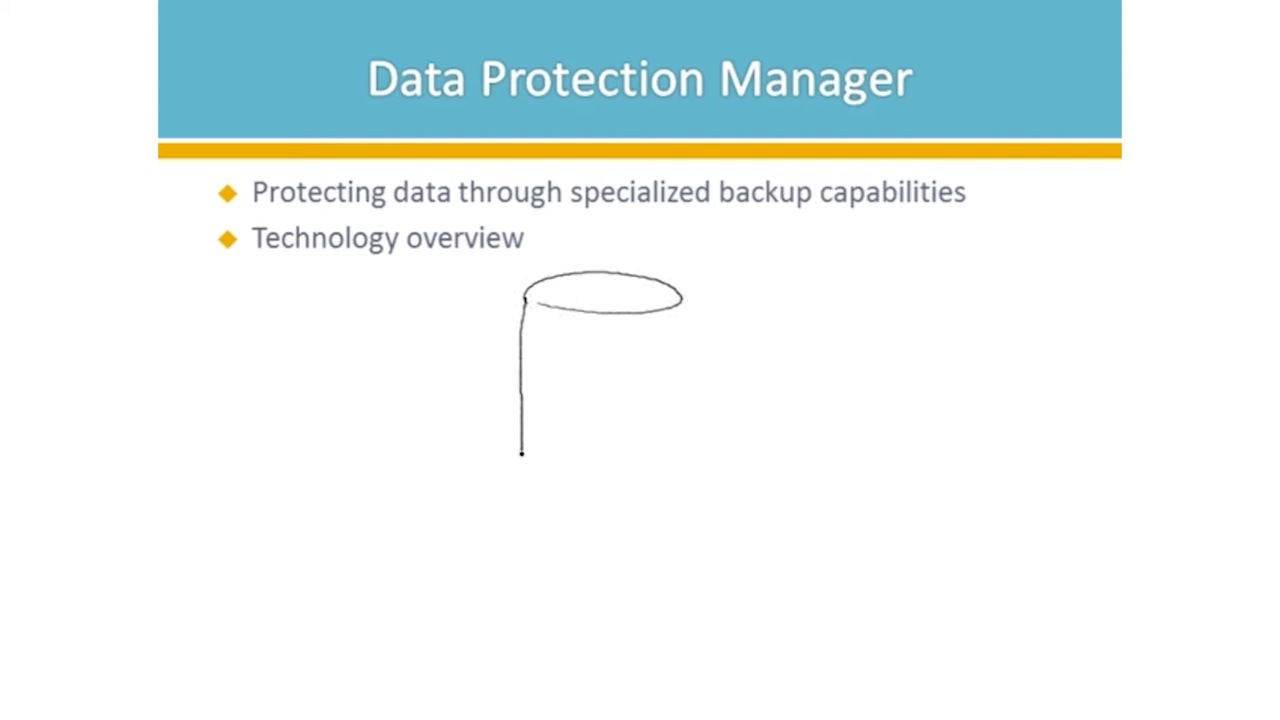 Data Protection Manager
Protecting data through specialized backup capabilities
Technology overview